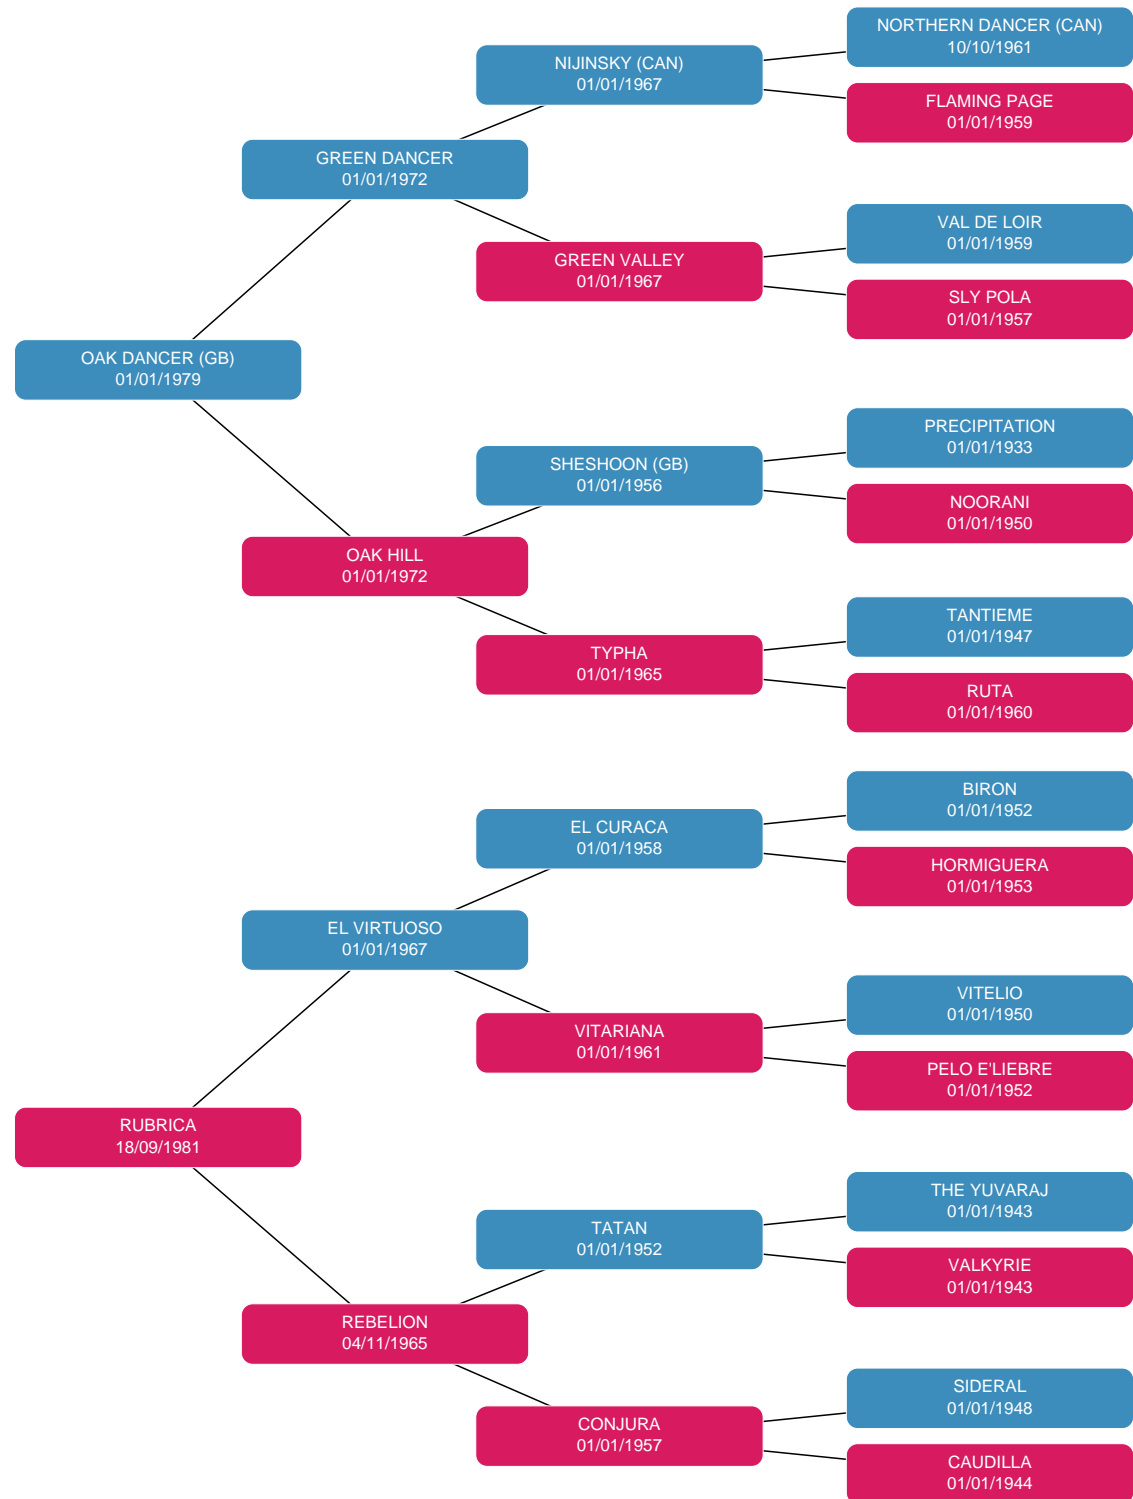 NORTHERN DANCER (CAN)
10/10/1961
NIJINSKY (CAN)
01/01/1967
FLAMING PAGE
01/01/1959
GREEN DANCER
01/01/1972
VAL DE LOIR
01/01/1959
GREEN VALLEY
01/01/1967
SLY POLA
01/01/1957
OAK DANCER (GB)
01/01/1979
PRECIPITATION
01/01/1933
SHESHOON (GB)
01/01/1956
NOORANI
01/01/1950
OAK HILL
01/01/1972
TANTIEME
01/01/1947
TYPHA
01/01/1965
RUTA
01/01/1960
BIRON
01/01/1952
EL CURACA
01/01/1958
HORMIGUERA
01/01/1953
EL VIRTUOSO
01/01/1967
VITELIO
01/01/1950
VITARIANA
01/01/1961
PELO E'LIEBRE
01/01/1952
RUBRICA
18/09/1981
THE YUVARAJ
01/01/1943
TATAN
01/01/1952
VALKYRIE
01/01/1943
REBELION
04/11/1965
SIDERAL
01/01/1948
CONJURA
01/01/1957
CAUDILLA
01/01/1944